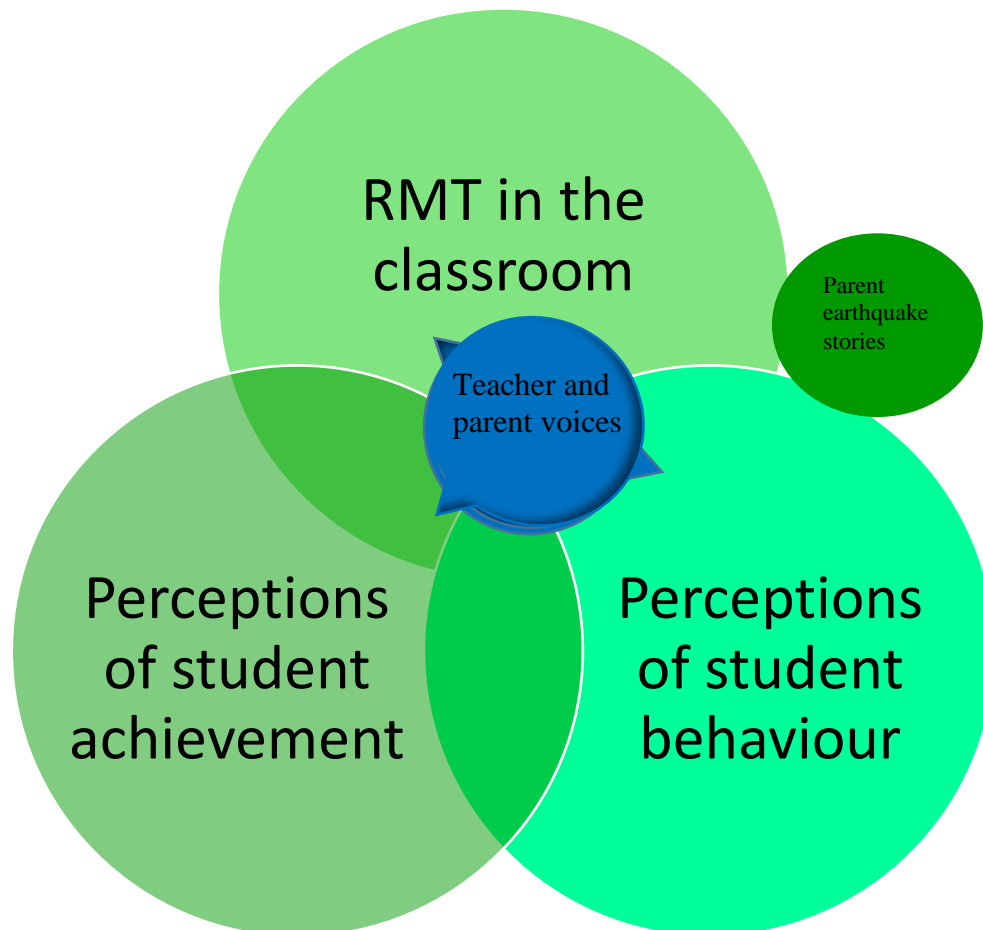 RMT in the
classroom
Parent
earthquake
stories
Teacher and
parent voices
Perceptions
of student
achievement
Perceptions
of student
behaviour